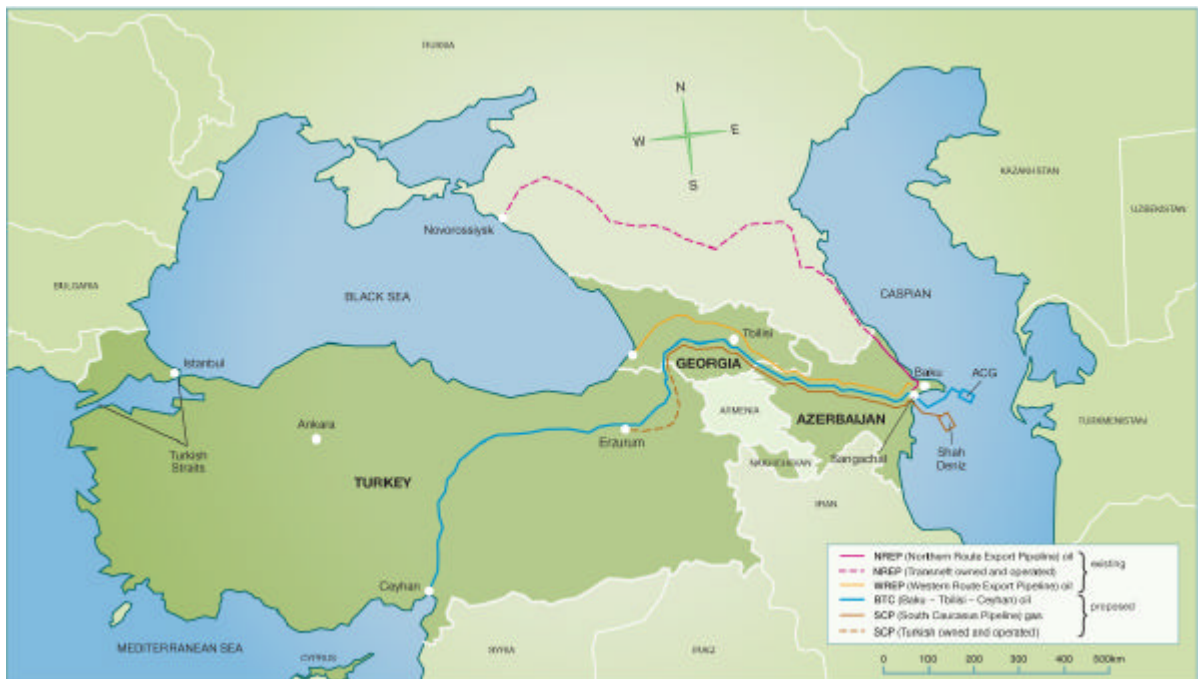 RUSSIA
N
W
E
S
KAZAKHSTAN
UZBEKISTAN
Novorossiysk
BULGARIA
BLACK SEA
CASPIAN
Tbilisi
Istanbul
GEORGIA
Baku
ACG
ARMENIA
AZERBAIJAN
TURKMENISTAN
Ankara
Erzurum
Turkish
Straits
Sangachal
Shah
Deniz
NAKHCHEVAN
TURKEY
IRAN
Ceyhan
NREP (Northern Route Export Pipeline) oil
NREP (Transneft owned and operated)
existing
WREP (Western Route Export Pipeline) oil
BTC (Baku – Tbilisi – Ceyhan) oil
SCP (South Caucasus Pipeline) gas
proposed
SCP (Turkish owned and operated)
MEDITERRANEAN SEA
CYPRUS
SYRIA
IRAQ
0 100 200 300 400 500km